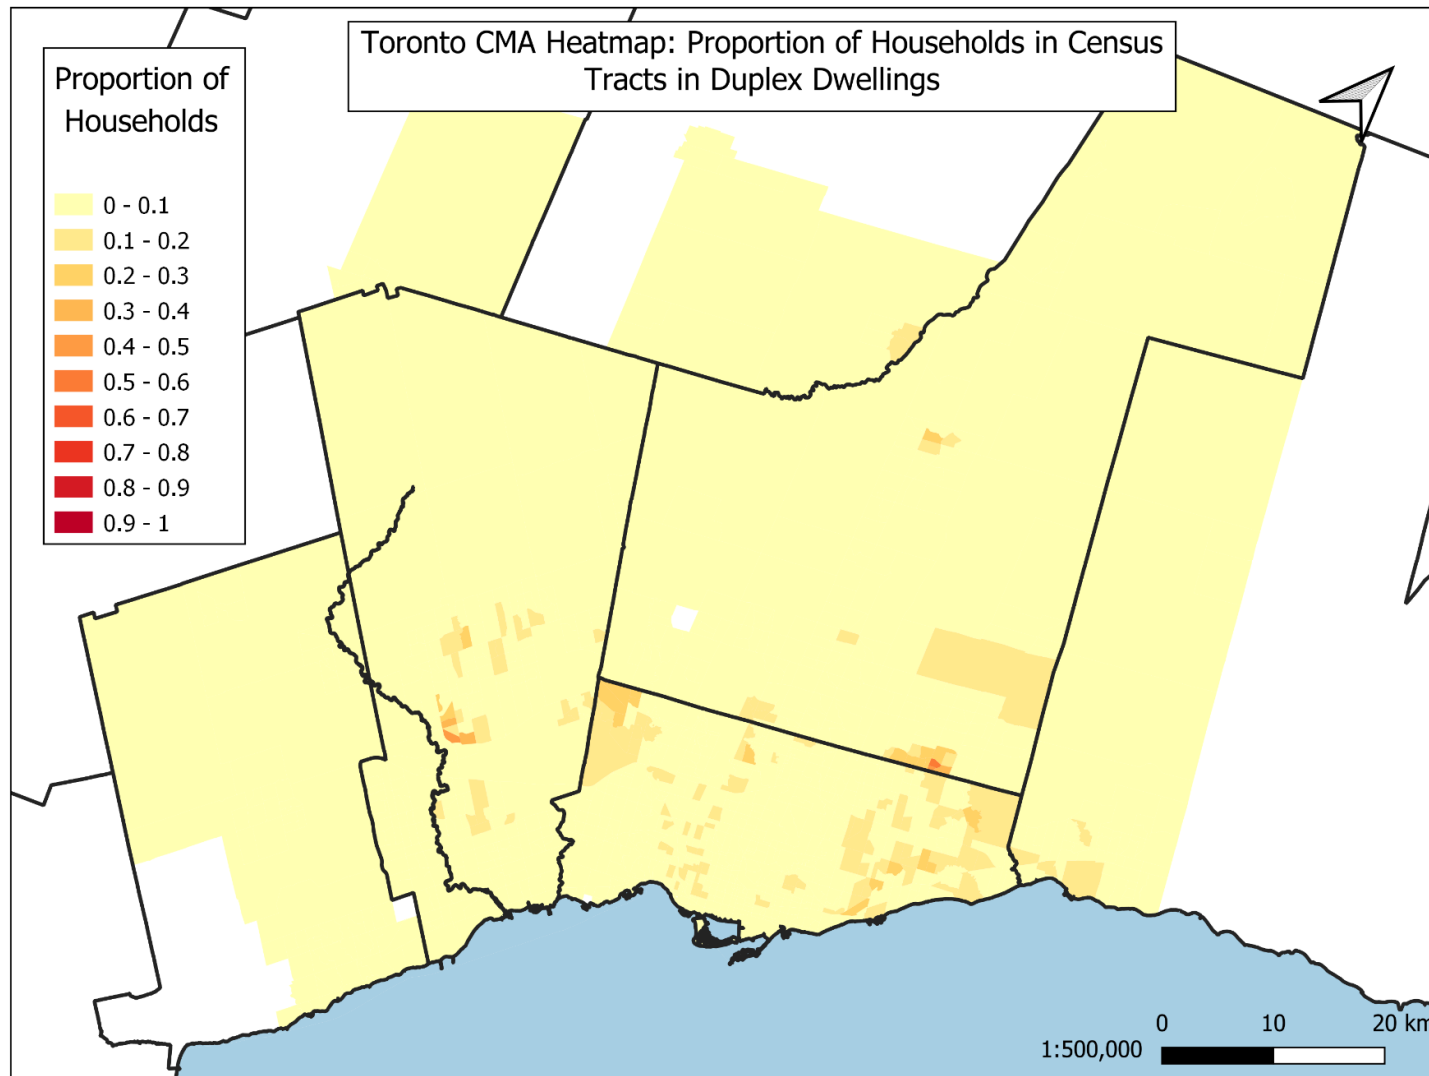 Toronto CMA Heatmap: Proportion of Households in Census
Tracts in Duplex Dwellings
Proportion of
Households
0 - 0.1
0.1 - 0.2
0.2 - 0.3
0.3 - 0.4
0.4 - 0.5
0.5 - 0.6
0.6 - 0.7
0.7 - 0.8
0.8 - 0.9
0.9 - 1
0 10 20 km
1:500,000